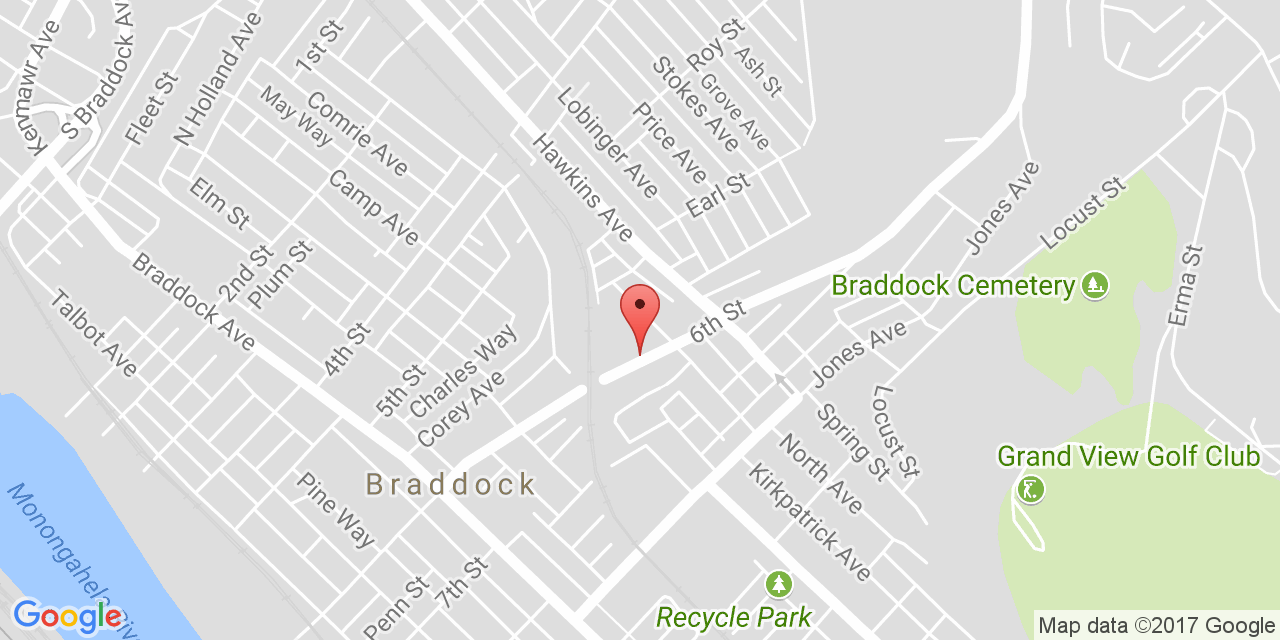 Kenmawr Ave
S Braddock Av
Fleet St
N Holland Ave
1st St
May Way
Comrie Ave
Camp Ave
Elm St
2nd St
Plum St
Braddock Ave
Talbot Ave
4th St
5th St
Charles Way
Corey Ave
Hawkins Ave
Lobinger Ave
Price Ave
Stokes Ave
Roy St
Ash St
Grove Ave
Earl St
6th St
Jones Ave
Locust St
Braddock Cemetery
Erma St
Jones Ave
Locust St
Spring St
North Ave
Kirkpatrick Ave
Grand View Golf Club
Braddock
Pine Way
Penn St
7th St
Monongahela Riv
Recycle Park
Google
Map data ©2017 Google